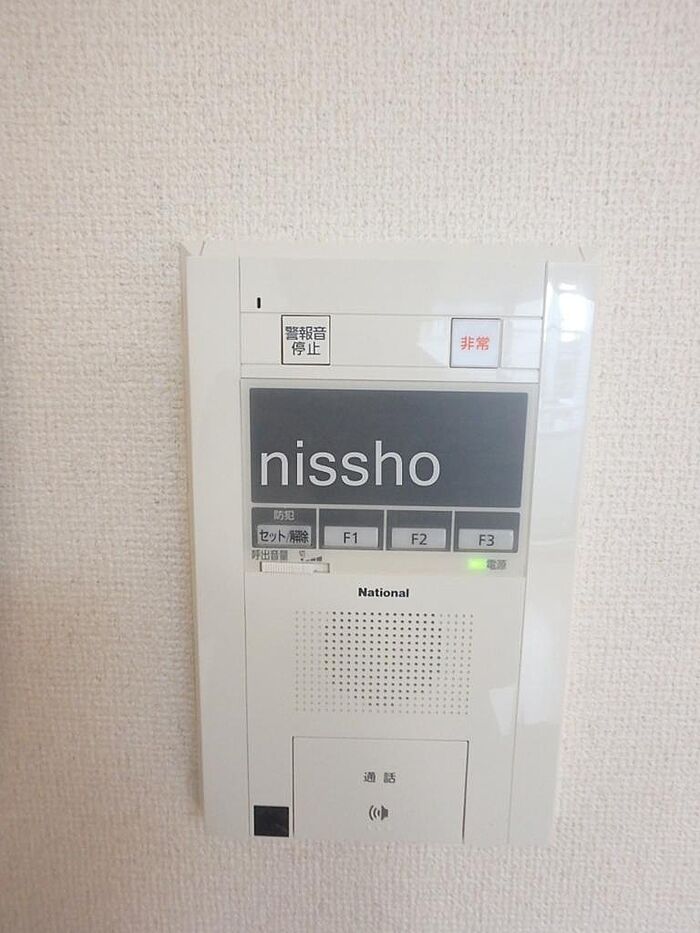 警報音
停止
非常
nissho
防犯
セット/解除
F1
F2
F3
呼出音量
電源
National
通話